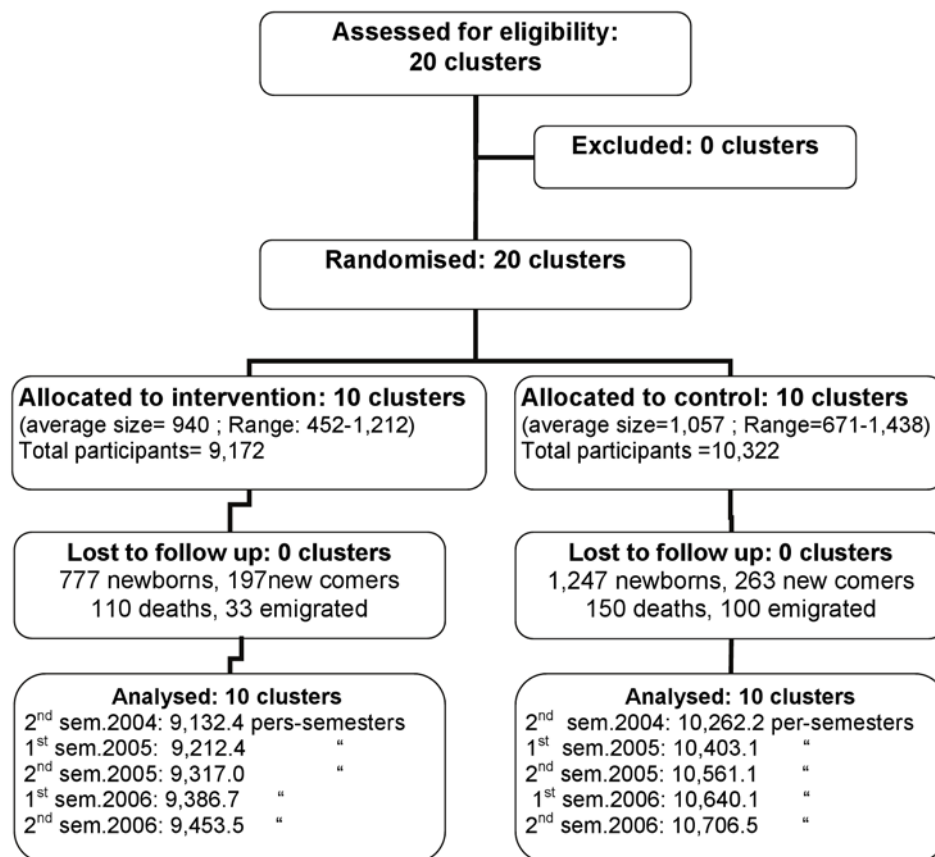 Assessed for eligibility:
20 clusters
Excluded: 0 clusters
Randomised: 20 clusters
Allocated to intervention: 10 clusters
(average size= 940 ; Range: 452-1,212)
Total participants= 9,172
Allocated to control: 10 clusters
(average size=1,057 ; Range=671-1,438)
Total participants =10,322
Lost to follow up: 0 clusters
777 newborns, 197new comers
110 deaths, 33 emigrated
Lost to follow up: 0 clusters
1,247 newborns, 263 new comers
150 deaths, 100 emigrated
Analysed: 10 clusters
2nd sem.2004: 9,132.4 pers-semesters
1st sem.2005: 9,212.4 “
2nd sem.2005: 9,317.0 “
1st sem.2006: 9,386.7 “
2nd sem.2006: 9,453.5 “
Analysed: 10 clusters
2nd sem.2004: 10,262.2 per-semesters
1st sem.2005: 10,403.1 “
2nd sem.2005: 10,561.1 “
1st sem.2006: 10,640.1 “
2nd sem.2006: 10,706.5 “